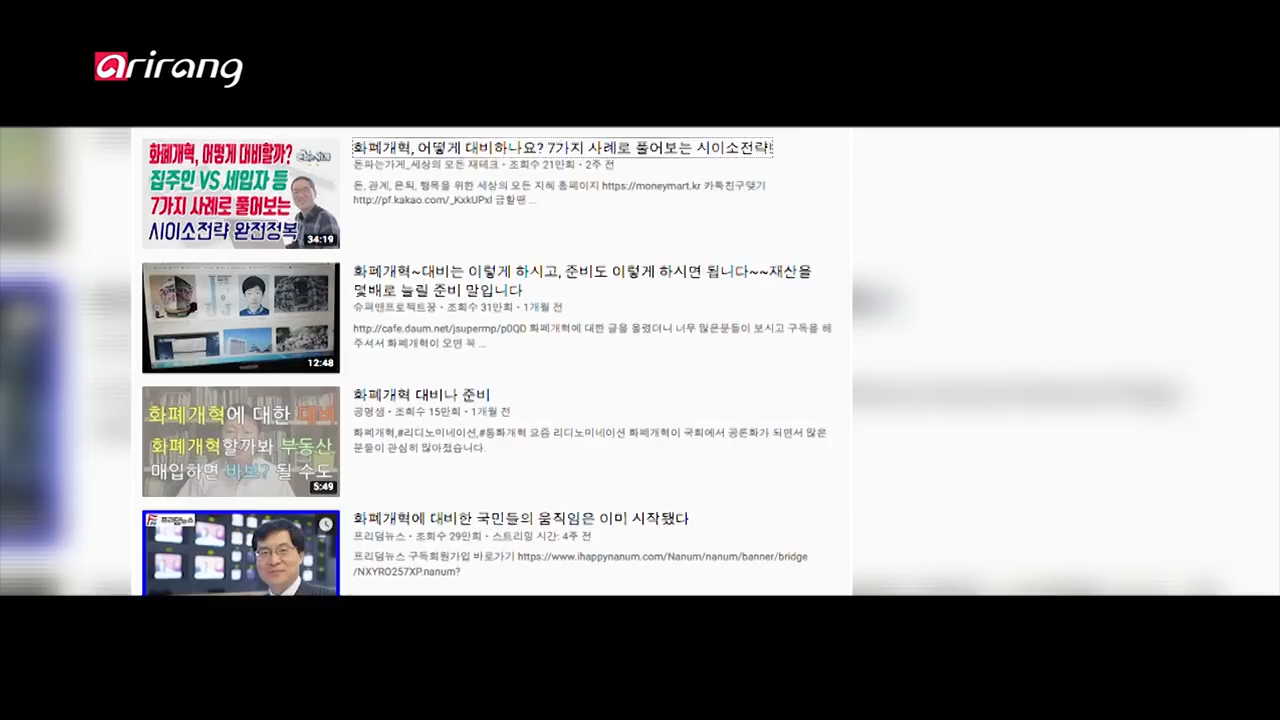 arirang
화폐개혁, 어떻게 대비할까?
집주인 VS 세입자 등
7가지 사례로 풀어보는
시이소전략 완전정복
34:19
화폐개혁, 어떻게 대비하나요? 7가지 사례로 풀어보는 시이소전략!
돈파는가게_세상의 모든 재테크 • 조회수 21만회 • 2주 전
돈, 관계, 은퇴, 행복을 위한 세상의 모든 지혜 홈페이지 https://moneymart.kr 카톡친구맺기
http://pf.kakao.com/_KxkUPxl 급할땐 ...
12:48
화폐개혁~대비는 이렇게 하시고, 준비도 이렇게 하시면 됩니다~~재산을
몇배로 늘릴 준비 말입니다
슈퍼맨프로젝트꿈 • 조회수 31만회 • 1개월 전
http://cafe.daum.net/jsupermp/p0QD 화폐개혁에 대한 글을 올렸더니 너무 많은분들이 보시고 구독을 해
주셔서 화폐개혁이 오면 꼭 ...
화폐개혁에 대한 대비
화폐개혁할까봐 부동산
매입하면 바보? 될 수도
5:49
화폐개혁 대비나 준비
공명쌤 • 조회수 15만회 • 1개월 전
화폐개혁,#리디노미네이션,#통화개혁 요즘 리디노미네이션 화폐개혁이 국회에서 공론화가 되면서 많은
분들이 관심히 많아졌습니다.
프리덤뉴스
화폐개혁에 대비한 국민들의 움직임은 이미 시작됐다
프리덤뉴스 • 조회수 29만회 • 스트리밍 시간: 4주 전
프리덤뉴스 구독회원가입 바로가기 https://www.ihappynanum.com/Nanum/nanum/banner/bridge
/NXYRO257XP.nanum?